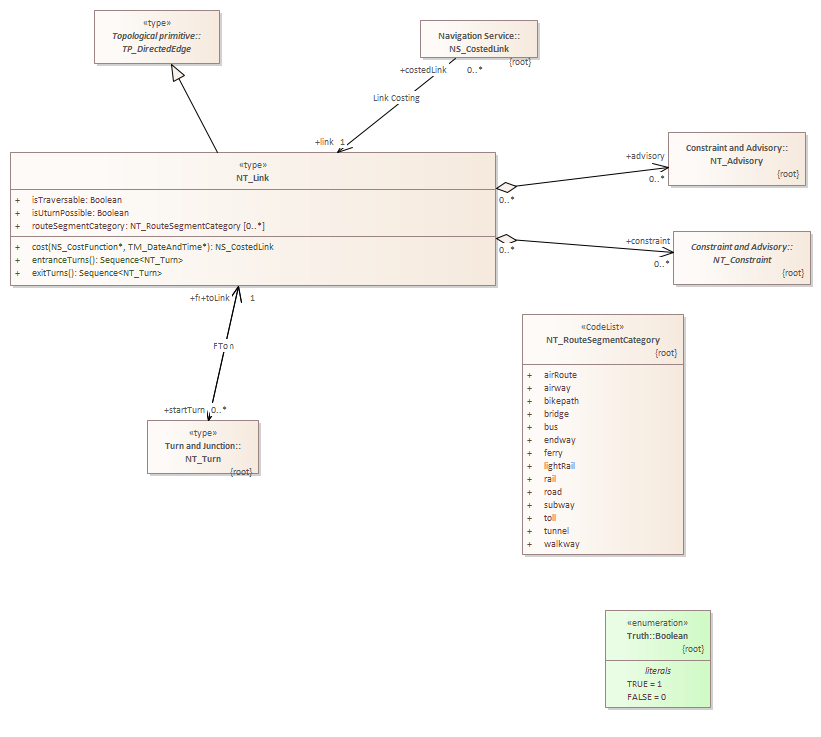 «type»
Topological primitive::
TP_DirectedEdge
Navigation Service::
NS_CostedLink
{root}
+costedLink
0..*
Link Costing
+link 1
«type»
NT_Link
+ isTraversable: Boolean
+ isUturnPossible: Boolean
+ routeSegmentCategory: NT_RouteSegmentCategory [0..*]
+ cost(NS_CostFunction*, TM_DateAndTime*): NS_CostedLink
+ entranceTurns(): Sequence<NT_Turn>
+ exitTurns(): Sequence<NT_Turn>
+advisory
0..*
0..*
Constraint and Advisory::
NT_Advisory
{root}
+constraint
0..*
0..*
Constraint and Advisory::
NT_Constraint
{root}
+toLink 1
+startTurn 0..*
«type»
Turn and Junction::
NT_Turn
{root}
«CodeList»
NT_RouteSegmentCategory
{root}
+ airRoute
+ airway
+ bikepath
+ bridge
+ bus
+ endway
+ ferry
+ lightRail
+ rail
+ road
+ subway
+ toll
+ tunnel
+ walkway
«enumeration»
Truth::Boolean
{root}
literals
TRUE = 1
FALSE = 0